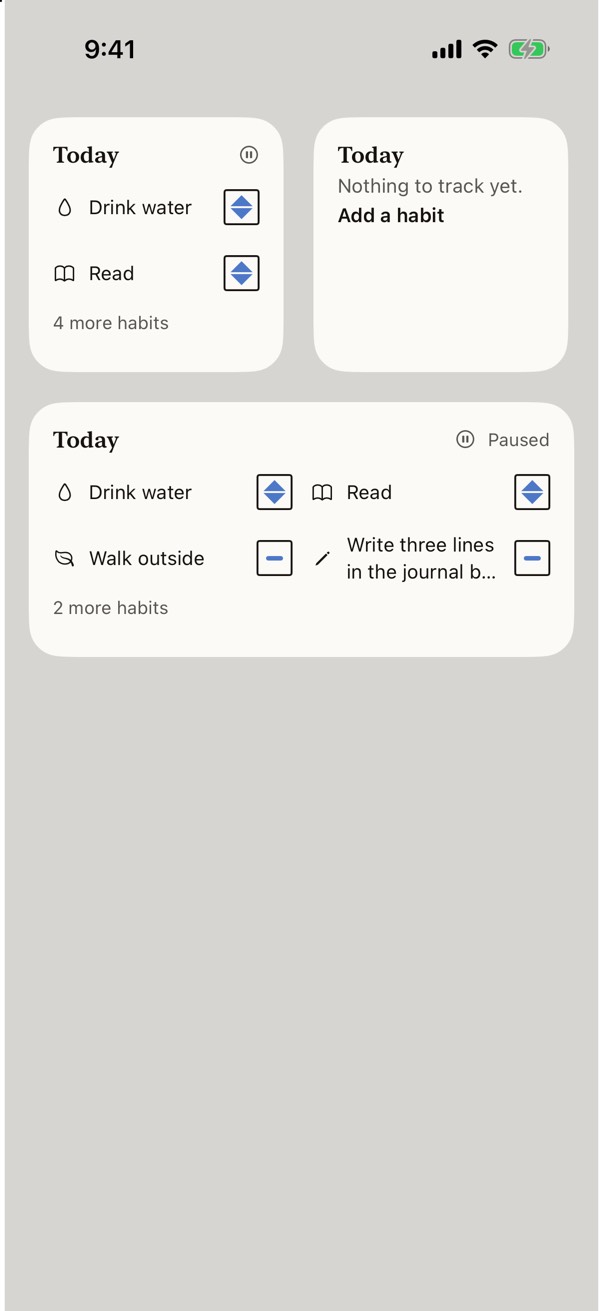 9:41
Today
Drink water
Read
4 more habits
Today
Nothing to track yet.
Add a habit
Today
Paused
Drink water
Read
Walk outside
Write three lines
in the journal b...
2 more habits